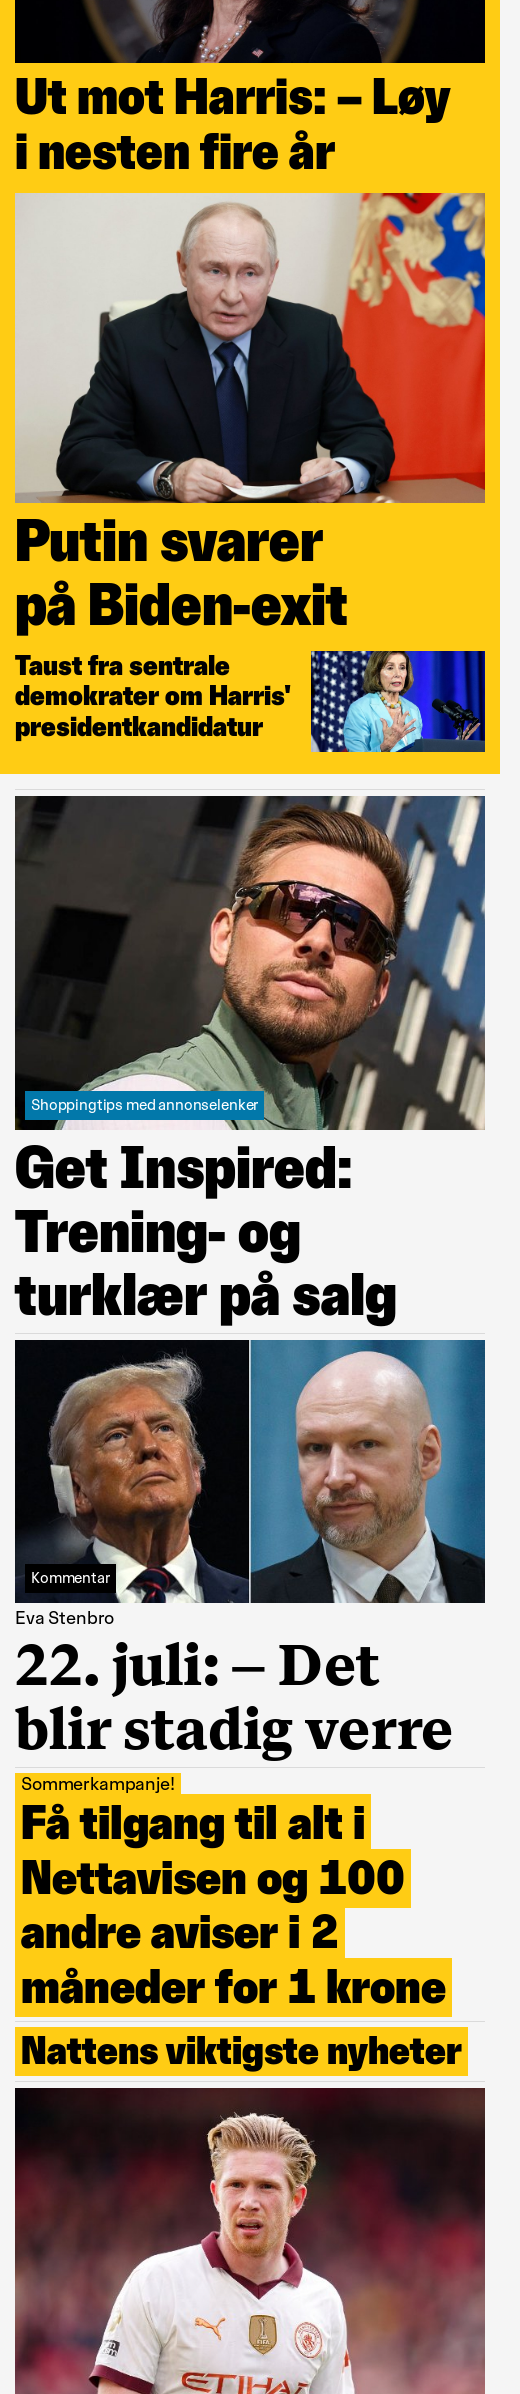 Ut mot Harris: – Løy
i nesten fire år
Putin svarer
på Biden-exit
Taust fra sentrale
demokrater om Harris'
presidentkandidatur
Shoppingtips med annonselenker
Get Inspired:
Trening- og
turklær på salg
Kommentar
Eva Stenbro
22. juli: – Det
blir stadig verre
Sommerkampanje!
Få tilgang til alt i
Nettavisen og 100
andre aviser i 2
måneder for 1 krone
Nattens viktigste nyheter
FIFA
ETIHAD